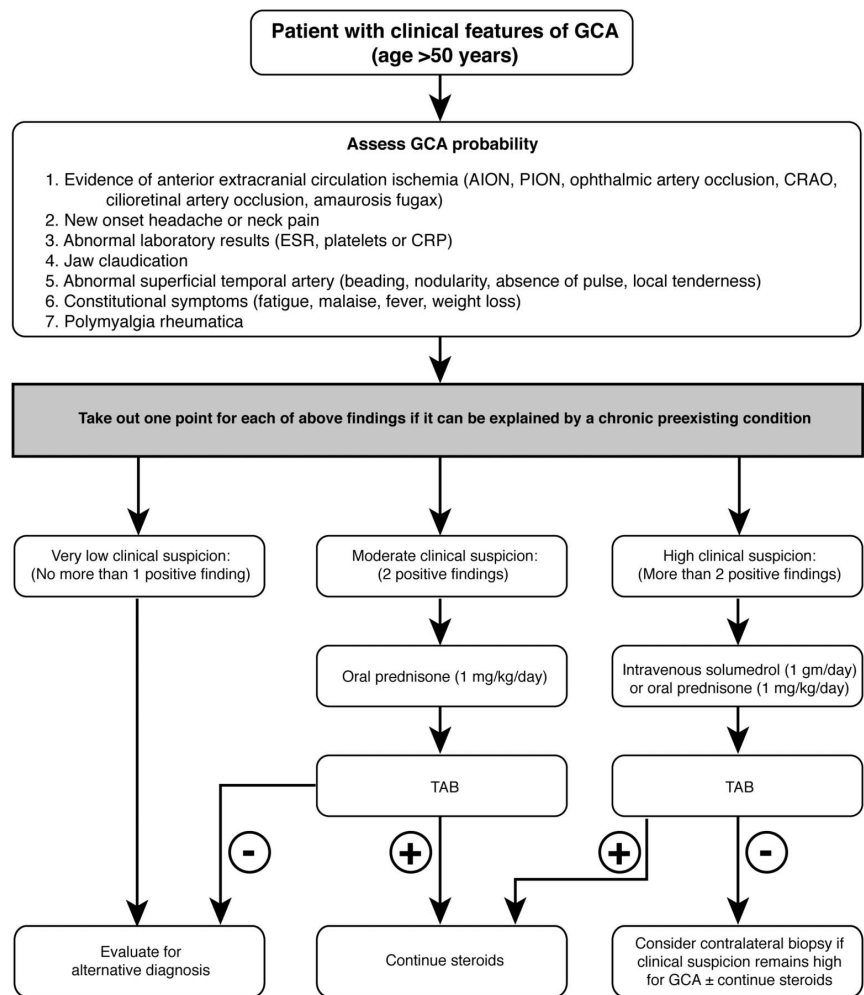 Patient with clinical features of GCA
(age >50 years)
Assess GCA probability
1. Evidence of anterior extracranial circulation ischemia (AION, PION, ophthalmic artery occlusion, CRAO,
cilioretinal artery occlusion, amaurosis fugax)
2. New onset headache or neck pain
3. Abnormal laboratory results (ESR, platelets or CRP)
4. Jaw claudication
5. Abnormal superficial temporal artery (beading, nodularity, absence of pulse, local tenderness)
6. Constitutional symptoms (fatigue, malaise, fever, weight loss)
7. Polymyalgia rheumatica
Take out one point for each of above findings if it can be explained by a chronic preexisting condition
Very low clinical suspicion:
(No more than 1 positive finding)
Moderate clinical suspicion:
(2 positive findings)
High clinical suspicion:
(More than 2 positive findings)
Oral prednisone (1 mg/kg/day)
Intravenous solumedrol (1 gm/day)
or oral prednisone (1 mg/kg/day)
TAB
TAB
-
+
+
-
Evaluate for
alternative diagnosis
Continue steroids
Consider contralateral biopsy if
clinical suspicion remains high
for GCA ± continue steroids